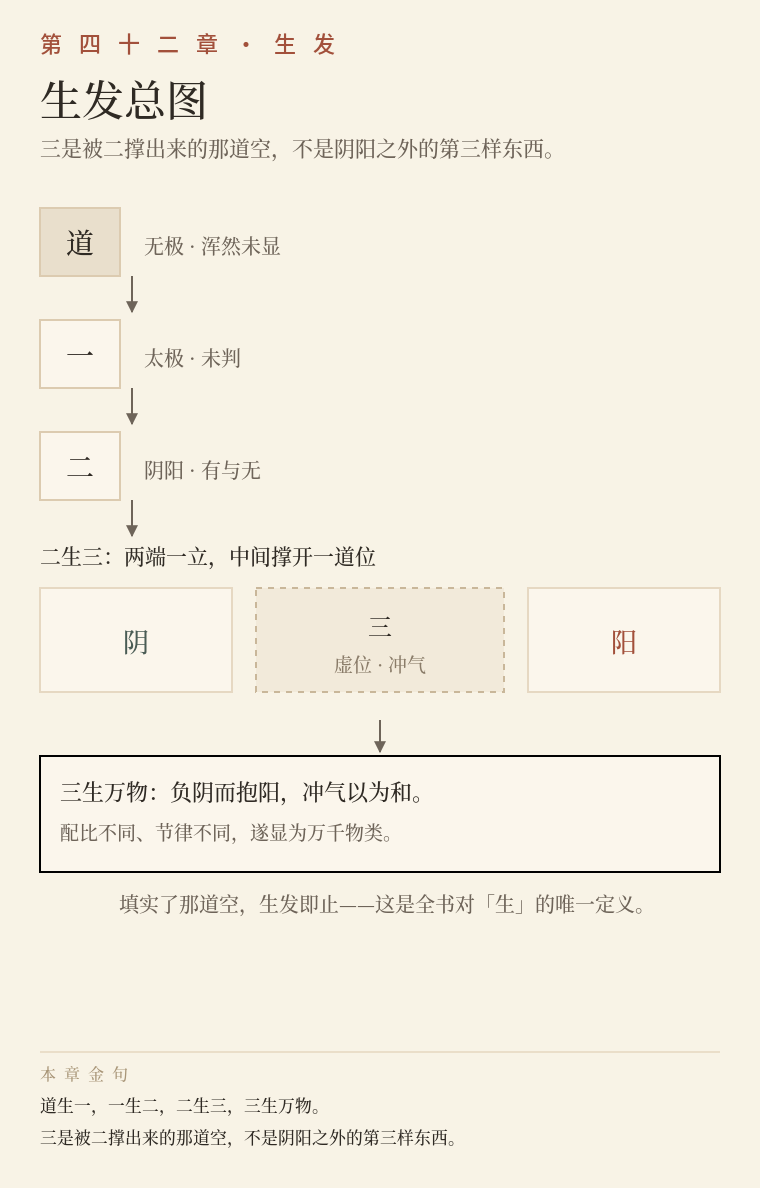 第四十二章·生发
生发总图
三是被二撑出来的那道空，不是阴阳之外的第三样东西。
道
无极·浑然未显
一
太极·未判
二
阴阳·有与无
二生三：两端一立，中间撑开一道位
阴
三
虚位·冲气
阳
三生万物：负阴而抱阳，冲气以为和。
配比不同、节律不同，遂显为万千物类。
填实了那道空，生发即止——这是全书对「生」的唯一定义。
本章金句
道生一，一生二，二生三，三生万物。
三是被二撑出来的那道空，不是阴阳之外的第三样东西。